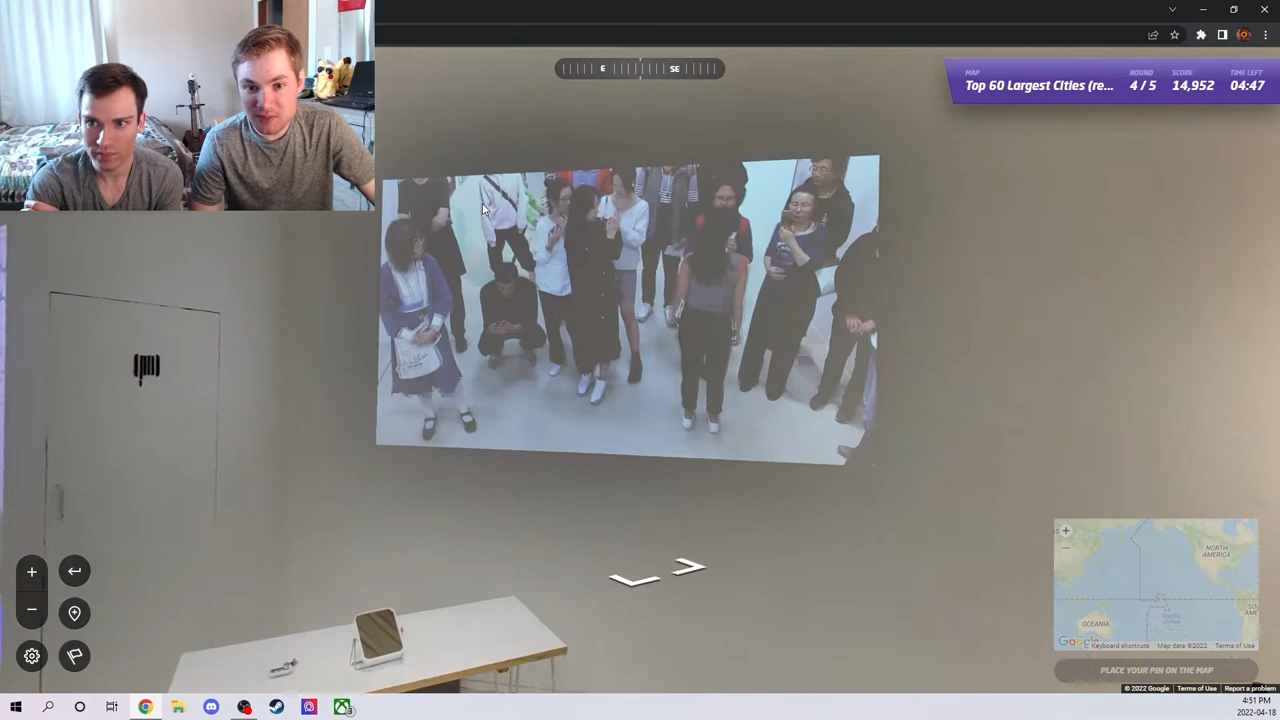 E SE
MAP ROUND SCORE TIME LEFT
Top 60 Largest Cities (re... 4 / 5 14,952 04:47
NORTH
AMERICA
OCEANIA
Pacific
Ocean
Google
Keyboard shortcuts Map data ©2022 Terms of Use
PLACE YOUR PIN ON THE MAP
© 2022 Google Terms of Use Report a problem
4:51 PM
2022-04-18